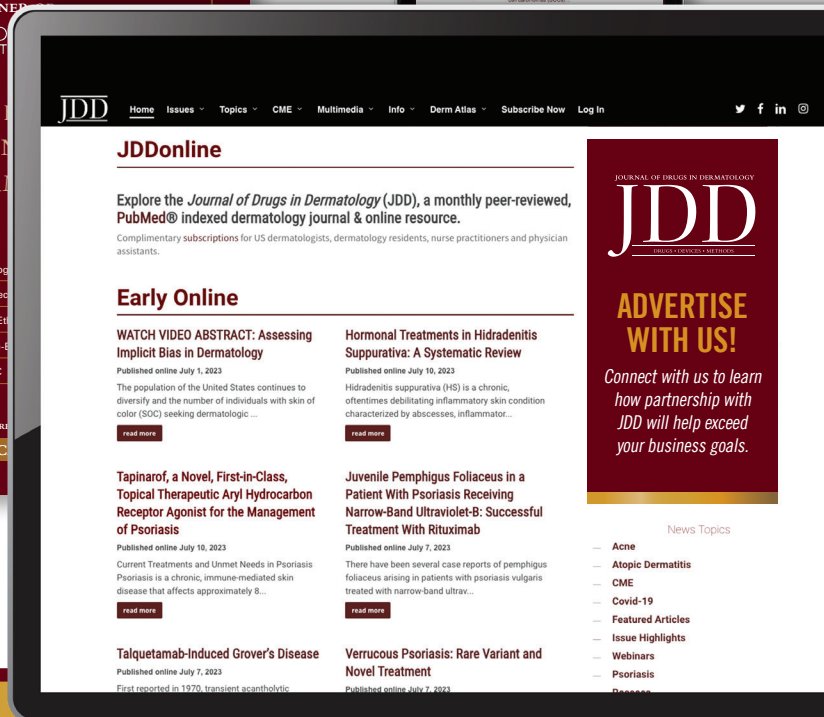 JDD
Home Issues Topics CME Multimedia Info Derm Atlas Subscribe Now Log In
JDDonline
Explore the Journal of Drugs in Dermatology (JDD), a monthly peer-reviewed,
PubMed® indexed dermatology journal & online resource.
Complimentary subscriptions for US dermatologists, dermatology residents, nurse practitioners and physician
assistants.
Early Online
WATCH VIDEO ABSTRACT: Assessing
Implicit Bias in Dermatology
Published online July 1, 2023
The population of the United States continues to
diversify and the number of individuals with skin of
color (SOC) seeking dermatologic ...
read more
Hormonal Treatments in Hidradenitis
Suppurativa: A Systematic Review
Published online July 10, 2023
Hidradenitis suppurativa (HS) is a chronic,
oftentimes debilitating inflammatory skin condition
characterized by abscesses, inflammator...
read more
Tapinarof, a Novel, First-in-Class,
Topical Therapeutic Aryl Hydrocarbon
Receptor Agonist for the Management
of Psoriasis
Published online July 10, 2023
Current Treatments and Unmet Needs in Psoriasis
Psoriasis is a chronic, immune-mediated skin
disease that affects approximately 8...
read more
Juvenile Pemphigus Foliaceus in a
Patient With Psoriasis Receiving
Narrow-Band Ultraviolet-B: Successful
Treatment With Rituximab
Published online July 7, 2023
There have been several case reports of pemphigus
foliaceus arising in patients with psoriasis vulgaris
treated with narrow-band ultrav...
read more
Talquetamab-Induced Grover's Disease
Published online July 7, 2023
First reported in 1970, transient acantholytic
Verrucous Psoriasis: Rare Variant and
Novel Treatment
Published online July 7, 2023
JOURNAL OF DRUGS IN DERMATOLOGY
JDD
DRUGS • DEVICES • METHODS
ADVERTISE
WITH US!
Connect with us to learn
how partnership with
JDD will help exceed
your business goals.
News Topics
Acne
Atopic Dermatitis
CME
Covid-19
Featured Articles
Issue Highlights
Webinars
Psoriasis